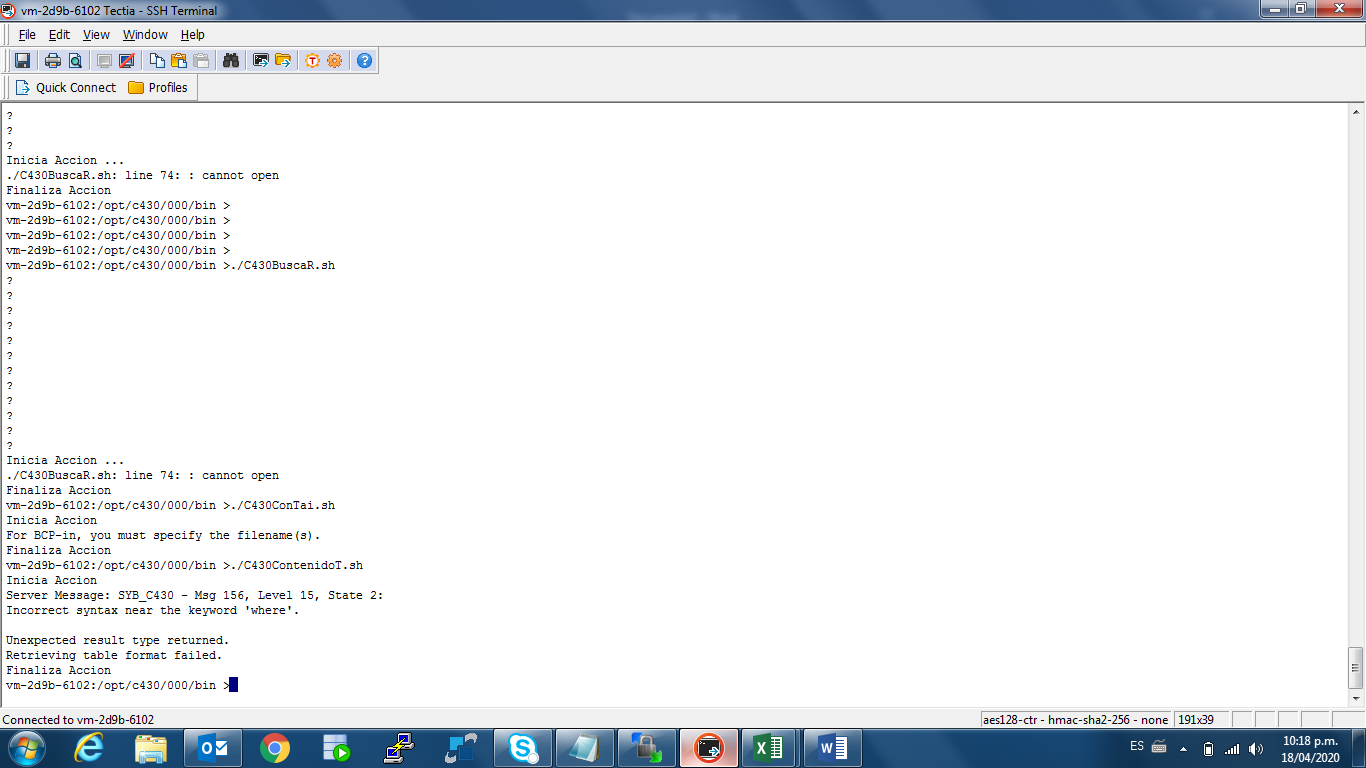 vm-2d9b-6102 Tectia - SSH Terminal
File Edit View Window Help
Quick Connect Profiles
?
?
?
Inicia Accion ...
./C430BuscaR.sh: line 74: : cannot open
Finaliza Accion
vm-2d9b-6102:/opt/c430/000/bin >
vm-2d9b-6102:/opt/c430/000/bin >
vm-2d9b-6102:/opt/c430/000/bin >
vm-2d9b-6102:/opt/c430/000/bin >
vm-2d9b-6102:/opt/c430/000/bin >./C430BuscaR.sh
?
?
?
?
?
?
?
?
?
?
?
?
Inicia Accion ...
./C430BuscaR.sh: line 74: : cannot open
Finaliza Accion
vm-2d9b-6102:/opt/c430/000/bin >./C430ConTai.sh
Inicia Accion
For BCP-in, you must specify the filename(s).
Finaliza Accion
vm-2d9b-6102:/opt/c430/000/bin >./C430ContenidoT.sh
Inicia Accion
Server Message: SYB_C430 - Msg 156, Level 15, State 2:
Incorrect syntax near the keyword 'where'.
Unexpected result type returned.
Retrieving table format failed.
Finaliza Accion
vm-2d9b-6102:/opt/c430/000/bin >
Connected to vm-2d9b-6102
aes128-ctr - hmac-sha2-256 - none 191x39
ES
10:18 p.m.
18/04/2020